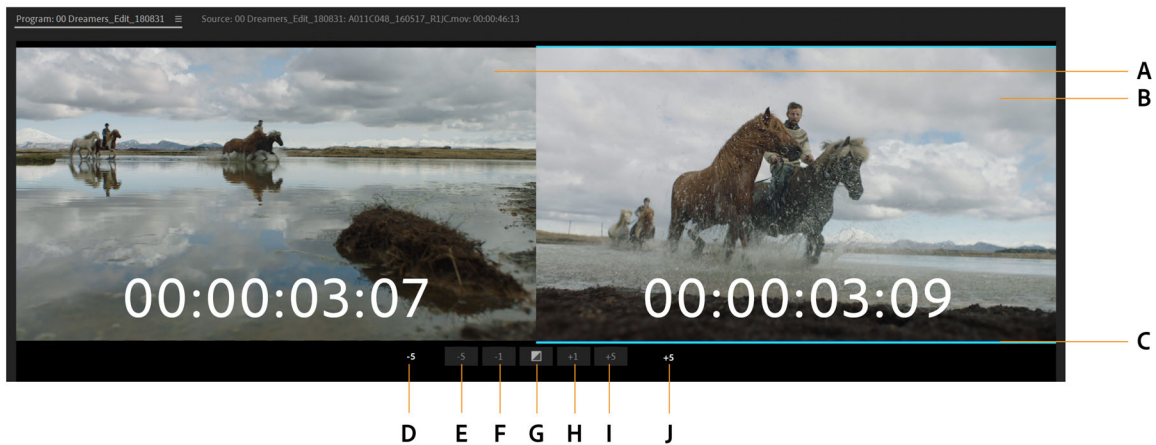 Program: 00 Dreamers_Edit_180831 Source: 00 Dreamers_Edit_180831: A011C048_160517_R1JC.mov: 00:00:46:13
A
B
00:00:03:07 00:00:03:09
C
-5 -5 -1 +1 +5 +5
D E F G H I J